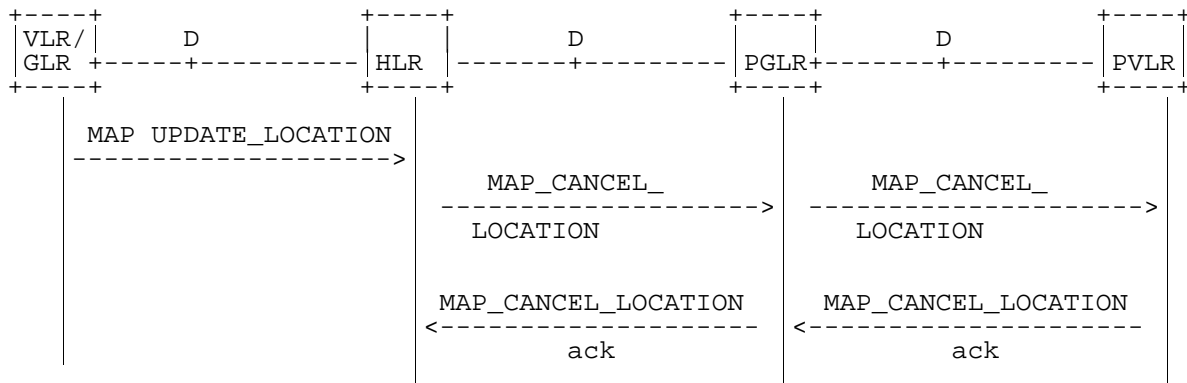 VLR/ D D D
GLR HLR PGLR PVLR
MAP UPDATE_LOCATION
MAP_CANCEL_ MAP_CANCEL_
LOCATION LOCATION
MAP_CANCEL_LOCATION MAP_CANCEL_LOCATION
ack ack